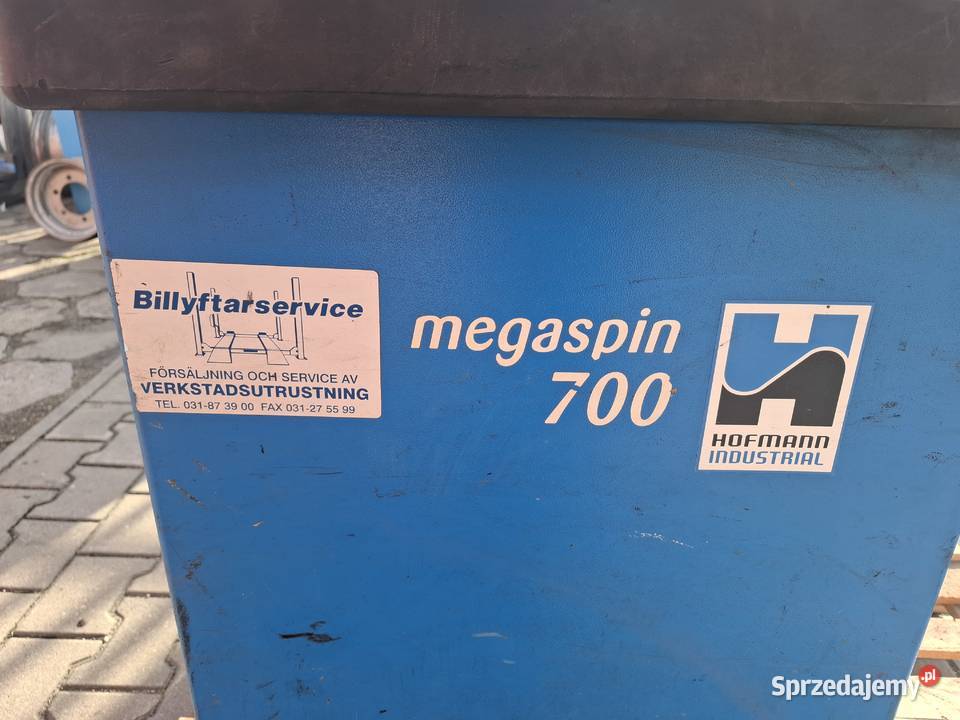 Billyftarservice
FÖRSÄLJNING OCH SERVICE AV
VERKSTADSUTRUSTNING
TEL. 031-87 39 00 FAX 031-27 55 99
megaspin
700
HOFMANN
INDUSTRIAL
Sprzedajemy.pl